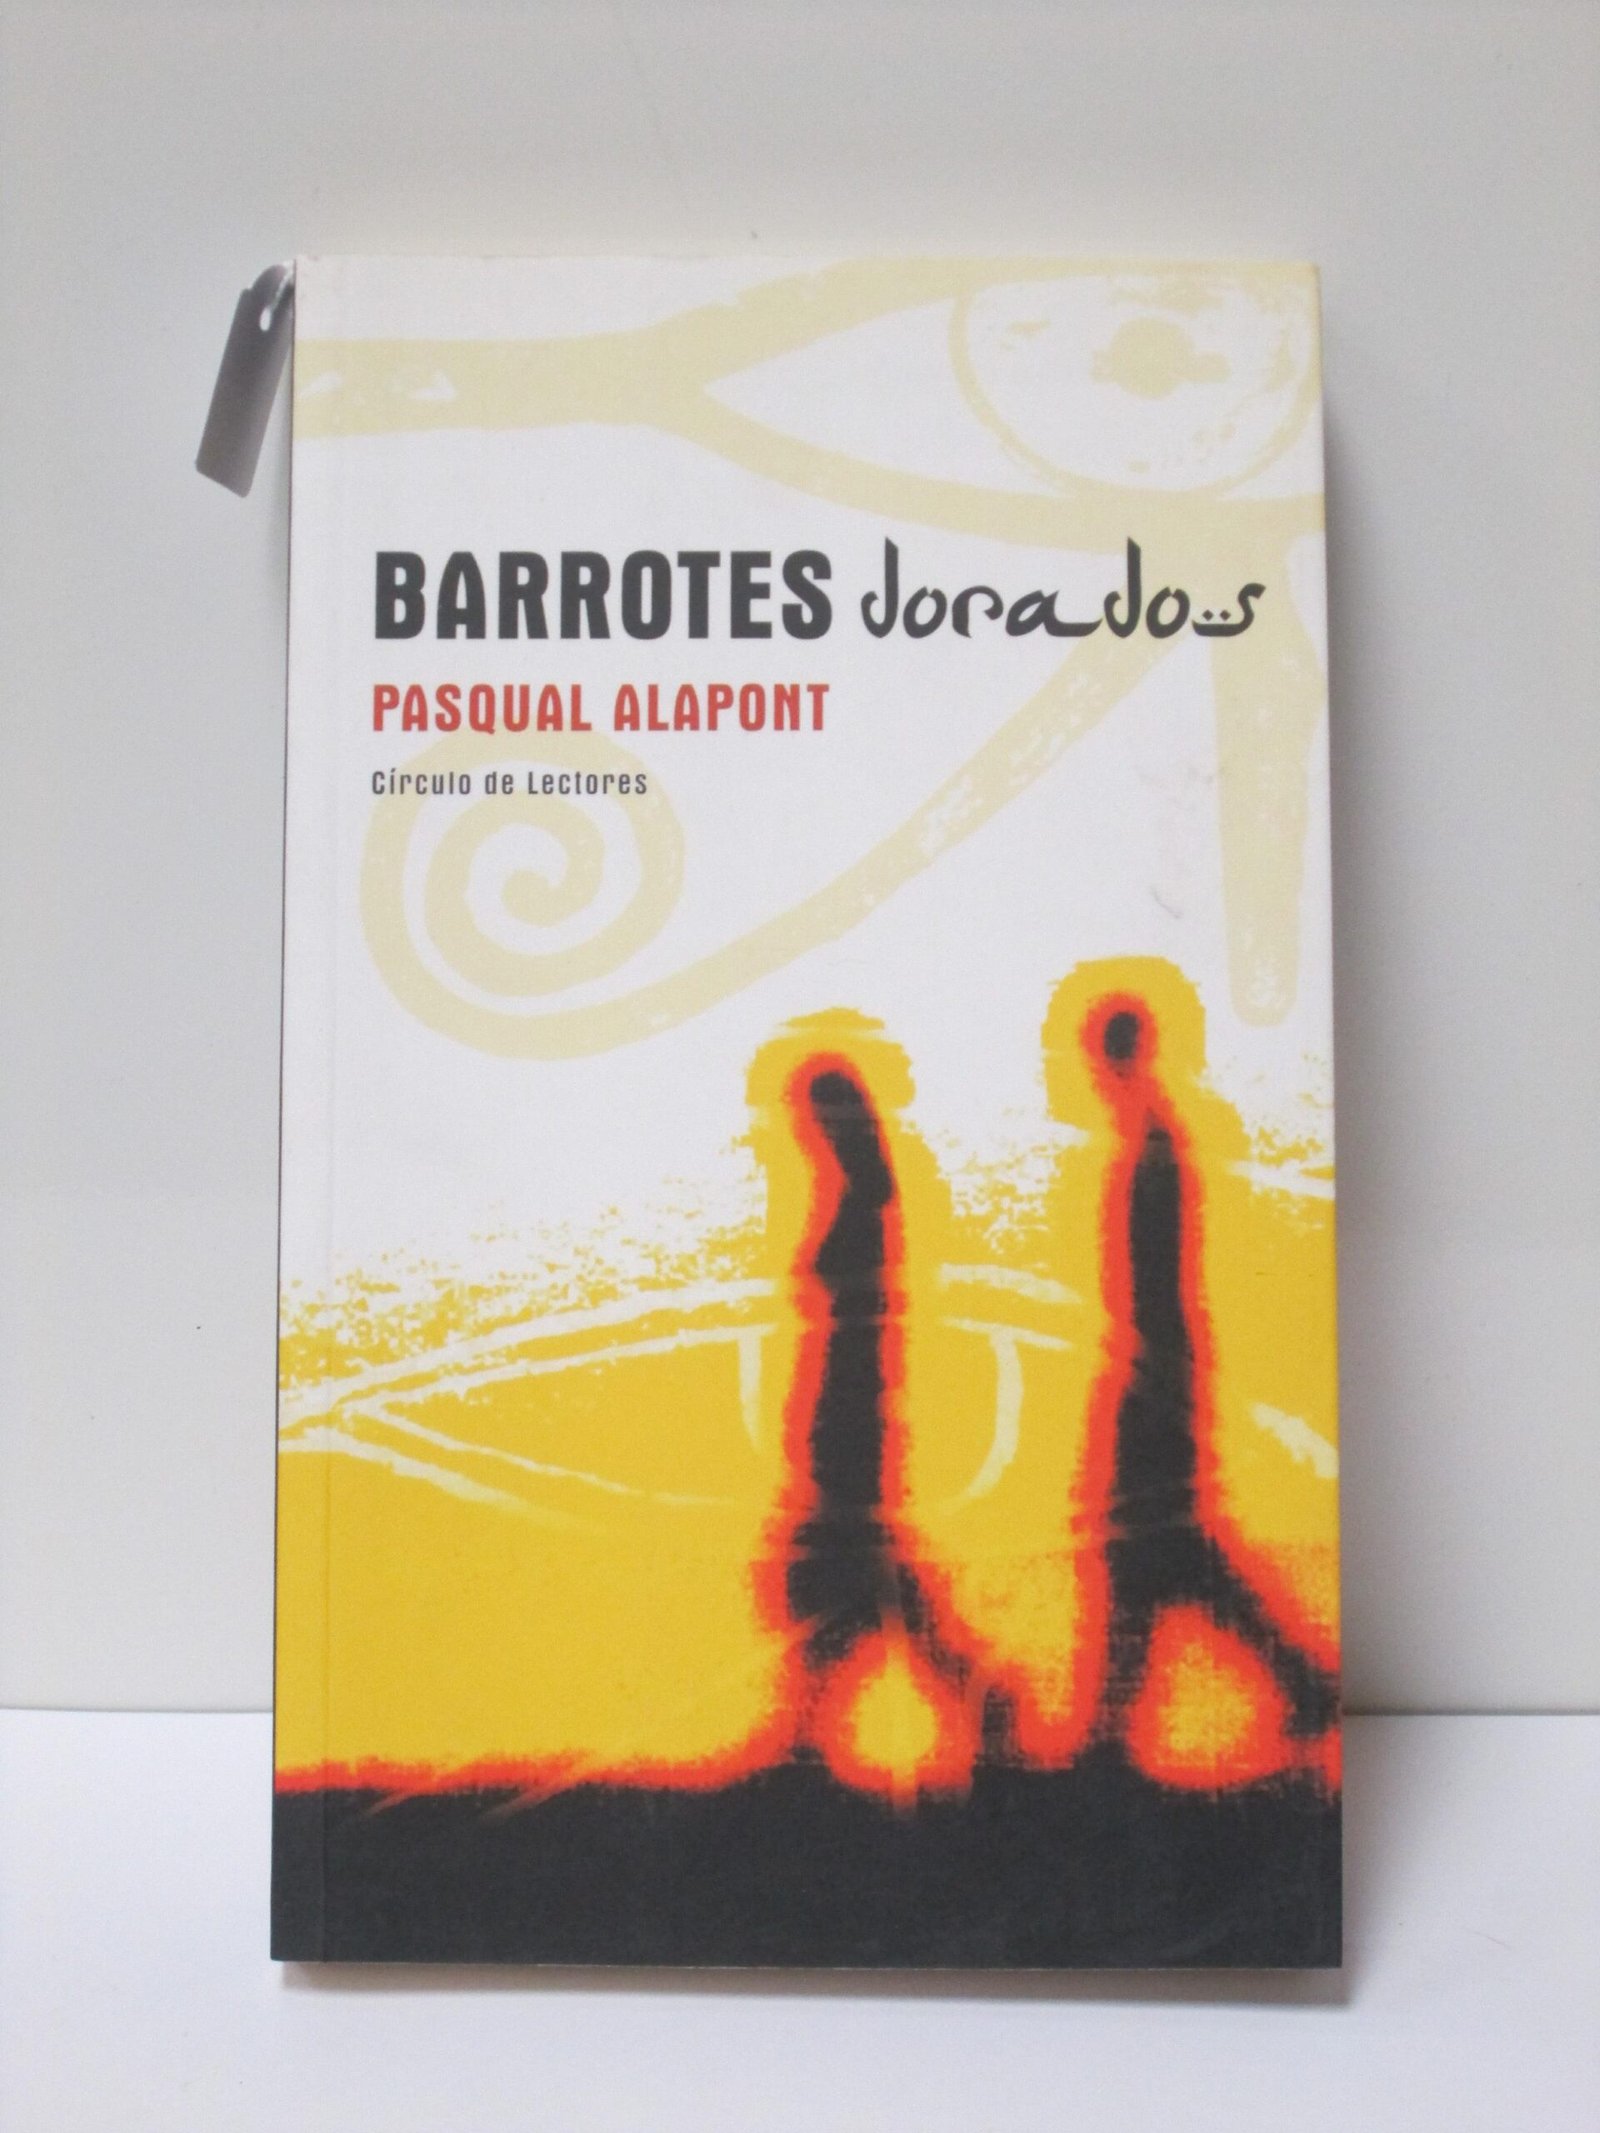 BARROTES dorados
PASQUAL ALAPONT
Círculo de Lectores